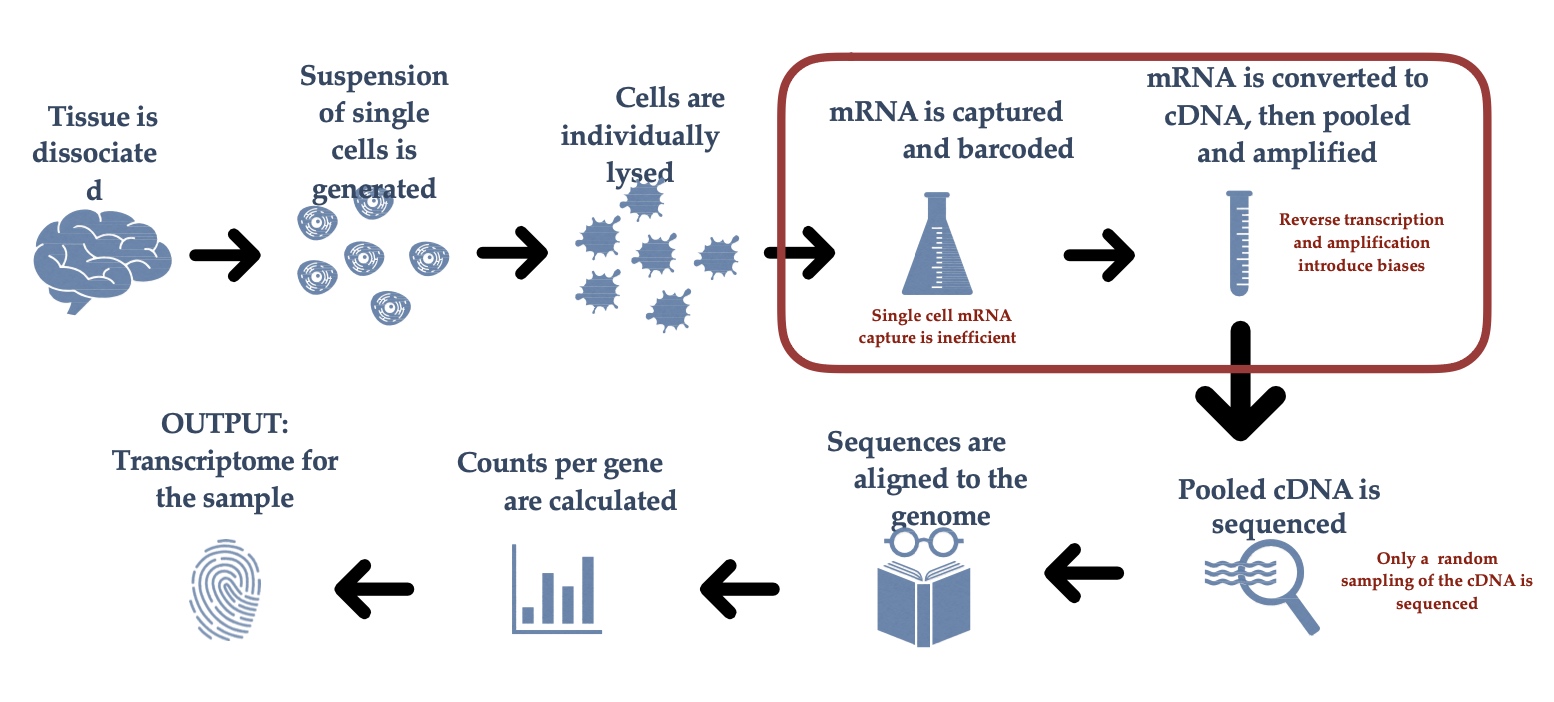 Tissue is
dissociate
d
Suspension
of single
cells is
generated
Cells are
individually
lysed
mRNA is captured
and barcoded
Single cell mRNA
capture is inefficient
mRNA is converted to
cDNA, then pooled
and amplified
Reverse transcription
and amplification
introduce biases
Pooled cDNA is
sequenced
Only a random
sampling of the cDNA is
sequenced
Sequences are
aligned to the
genome
Counts per gene
are calculated
OUTPUT:
Transcriptome for
the sample